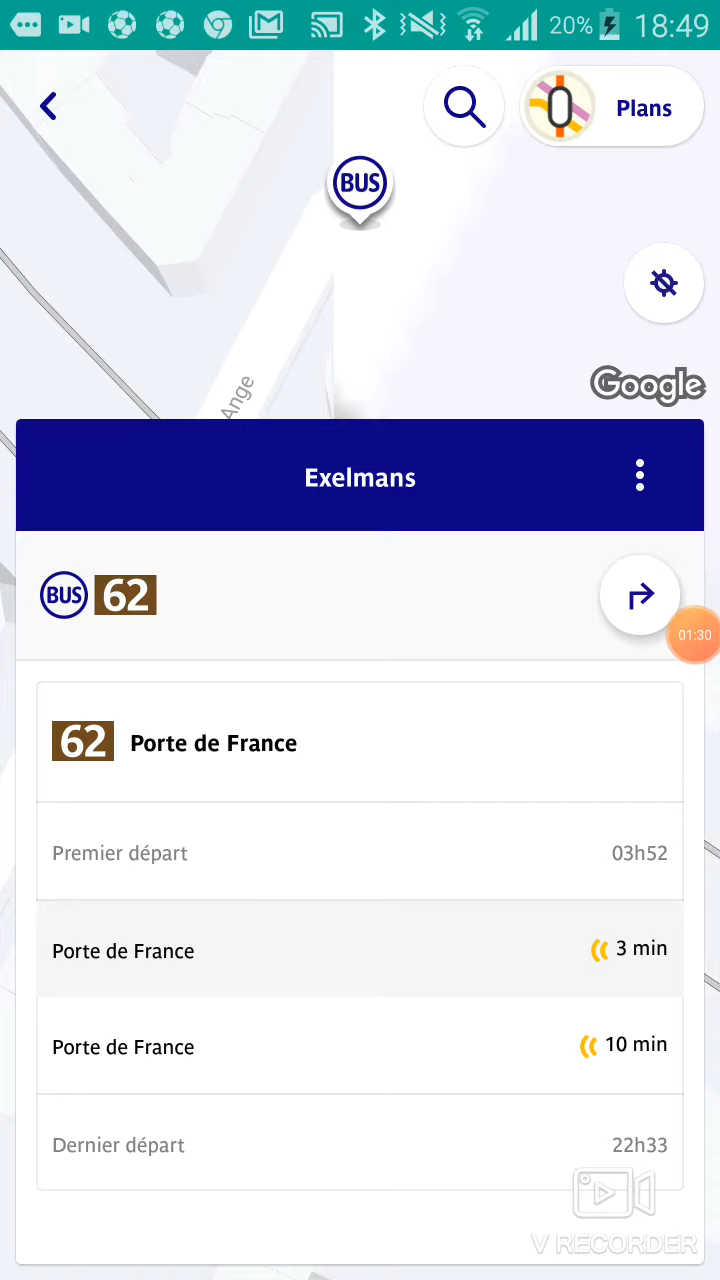 20% 18:49
Plans
BUS
Ange
Google
Exelmans
BUS 62
01:30
62 Porte de France
Premier départ 03h52
Porte de France 3 min
Porte de France 10 min
Dernier départ 22h33
V RECORDER